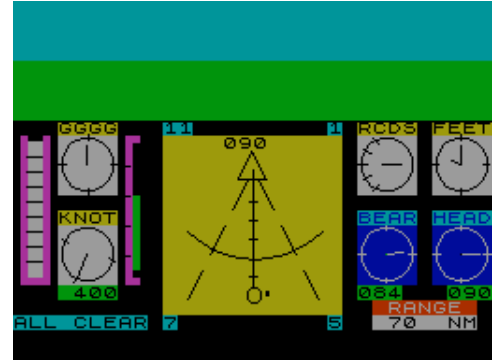 GGGG 11 1 RCDS FEET
090
KNOT BEAR HEAD
400 084 090
RANGE
ALL CLEAR 7 5 70 NM